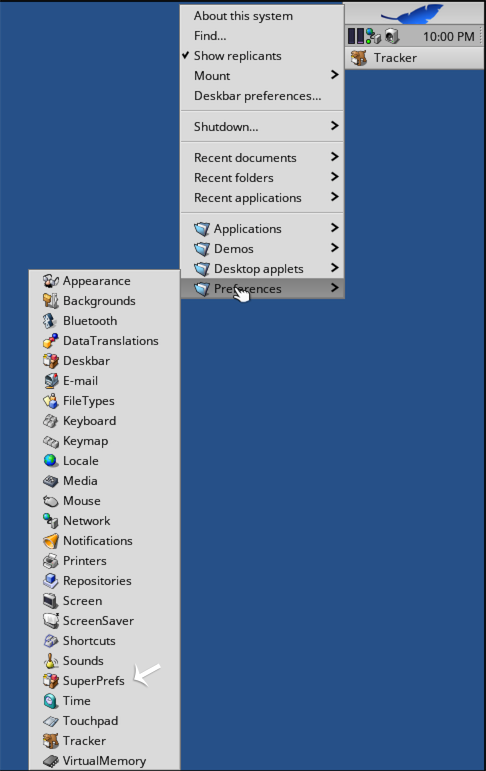 About this system
Find...
Show replicants
Mount
Deskbar preferences...
Shutdown...
Recent documents
Recent folders
Recent applications
Applications
Demos
Desktop applets
Preferences
10:00 PM
Tracker
Appearance
Backgrounds
Bluetooth
DataTranslations
Deskbar
E-mail
FileTypes
Keyboard
Keymap
Locale
Media
Mouse
Network
Notifications
Printers
Repositories
Screen
ScreenSaver
Shortcuts
Sounds
SuperPrefs
Time
Touchpad
Tracker
VirtualMemory